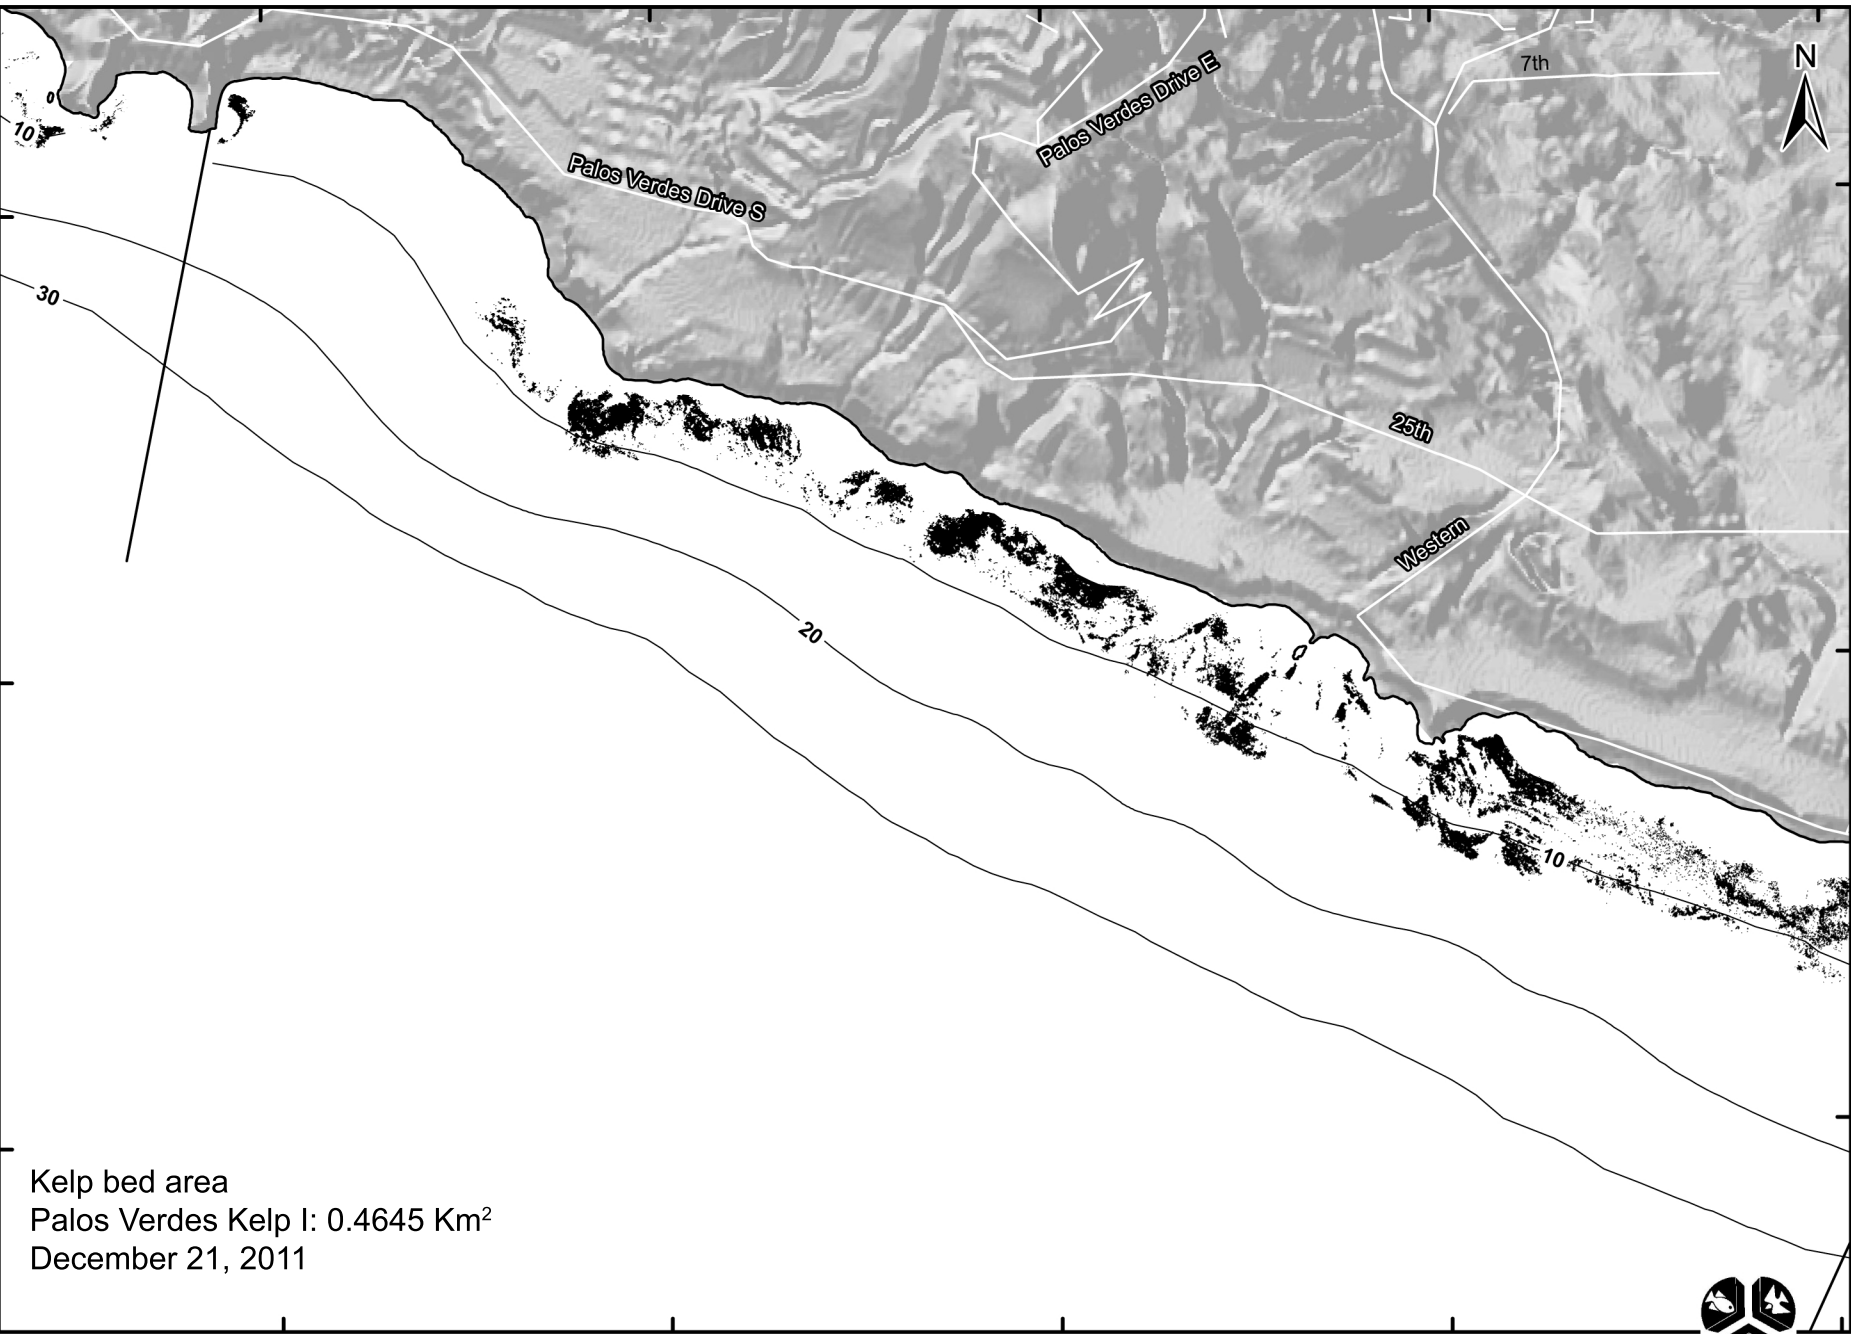 N
7th
Palos Verdes Drive E
0
10
Palos Verdes Drive S
30
25th
Western
20
0
10
Kelp bed area
Palos Verdes Kelp I: 0.4645 Km²
December 21, 2011